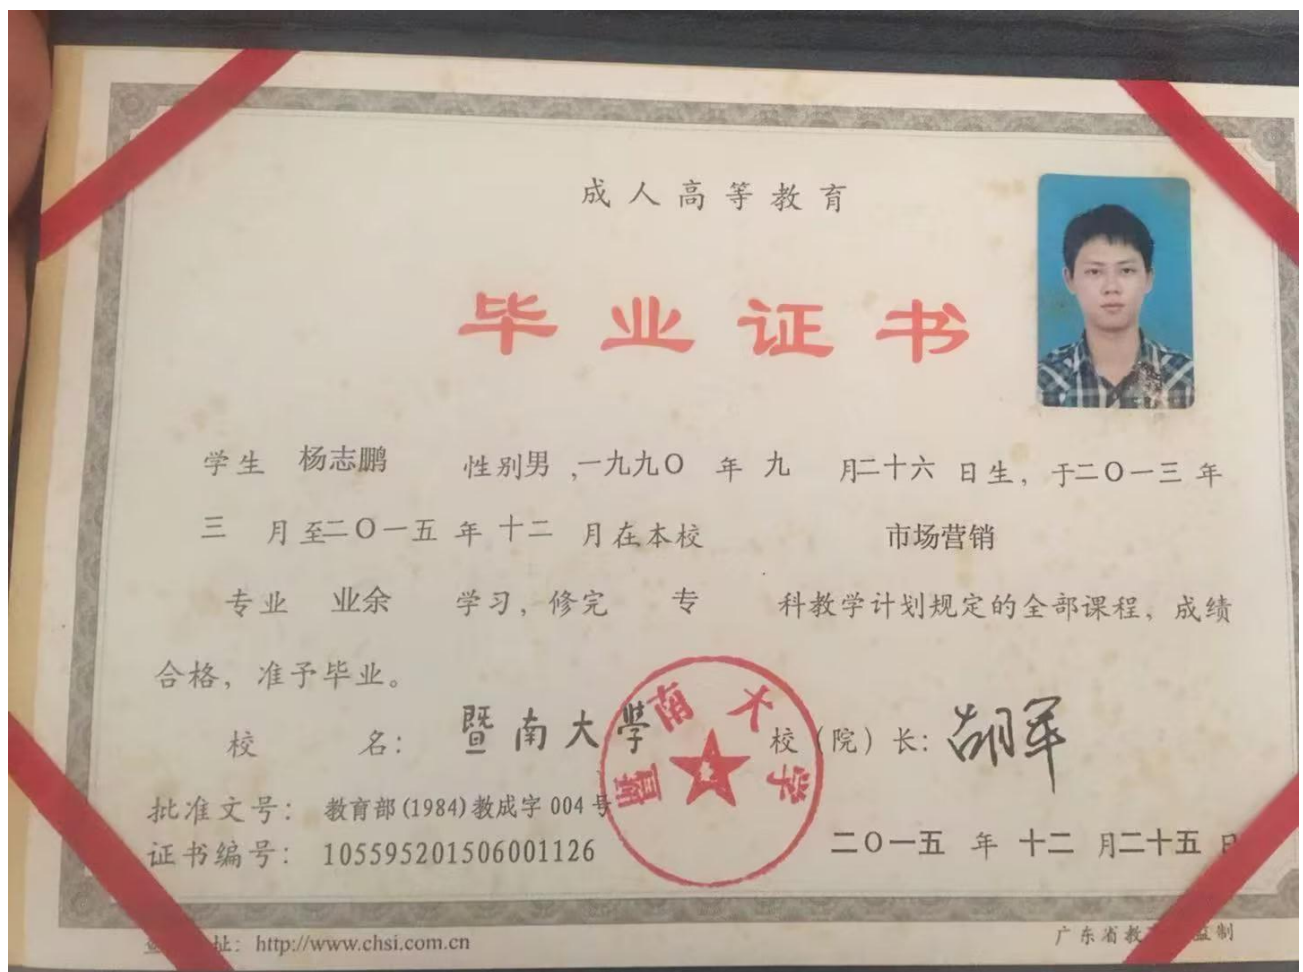 成人高等教育
毕业证书
学生 杨志鹏 性别男，一九九〇 年 九 月二十六 日生，于二〇一三 年
三 月至二〇一五 年 十二 月在本校 市场营销
专业 业余 学习，修完 专 科教学计划规定的全部课程，成绩
合格，准予毕业。
校 名： 暨南大學 校（院）长： 胡军
暨南大学
批准文号： 教育部(1984)教成字 004 号
证书编号： 105595201506001126 二〇一五 年 十二 月二十五 日
址： http://www.chsi.com.cn 广东省教 监制